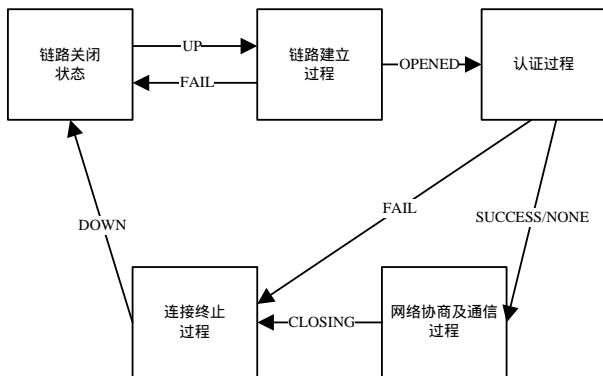 链路关闭
状态
UP
FAIL
链路建立
过程
OPENED
认证过程
FAIL
SUCCESS/NONE
DOWN
连接终止
过程
CLOSING
网络协商及通信
过程